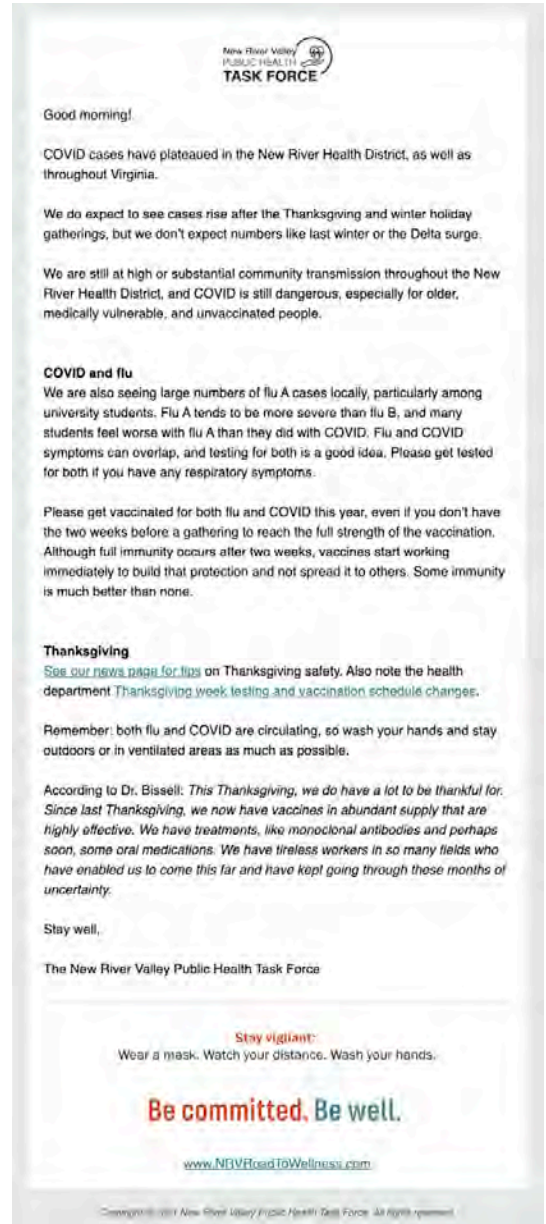 New River Valley
PUBLIC HEALTH
TASK FORCE
Good morning!
COVID cases have plateaued in the New River Health District, as well as
throughout Virginia.
We do expect to see cases rise after the Thanksgiving and winter holiday
gatherings, but we don't expect numbers like last winter or the Delta surge.
We are still at high or substantial community transmission throughout the New
River Health District, and COVID is still dangerous, especially for older,
medically vulnerable, and unvaccinated people.
COVID and flu
We are also seeing large numbers of flu A cases locally, particularly among
university students. Flu A tends to be more severe than flu B, and many
students feel worse with flu A than they did with COVID. Flu and COVID
symptoms can overlap, and testing for both is a good idea. Please get tested
for both if you have any respiratory symptoms.
Please get vaccinated for both flu and COVID this year, even if you don't have
the two weeks before a gathering to reach the full strength of the vaccination.
Although full immunity occurs after two weeks, vaccines start working
immediately to build that protection and not spread it to others. Some immunity
is much better than none.
Thanksgiving
See our news page for tips on Thanksgiving safety. Also note the health
department Thanksgiving week testing and vaccination schedule changes.
Remember: both flu and COVID are circulating, so wash your hands and stay
outdoors or in ventilated areas as much as possible.
According to Dr. Bissell: This Thanksgiving, we do have a lot to be thankful for.
Since last Thanksgiving, we now have vaccines in abundant supply that are
highly effective. We have treatments, like monoclonal antibodies and perhaps
soon, some oral medications. We have tireless workers in so many fields who
have enabled us to come this far and have kept going through these months of
uncertainty.
Stay well,
The New River Valley Public Health Task Force
Stay vigilant:
Wear a mask. Watch your distance. Wash your hands.
Be committed. Be well.
www.NRVRoadToWellness.com
Copyright © 2021 New River Valley Public Health Task Force. All rights reserved.